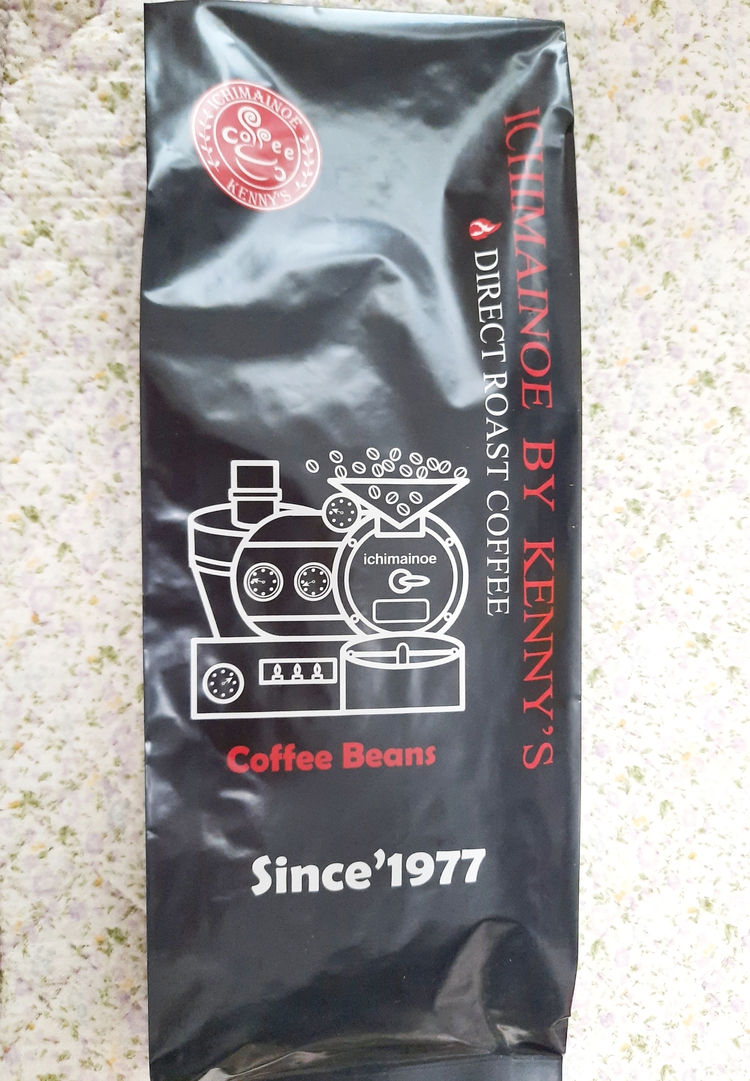 ICHIMAINOE
Coffee
KENNY'S
ICHIMAINOE BY KENNY'S
DIRECT ROAST COFFEE
ichimainoe
Coffee Beans
Since'1977